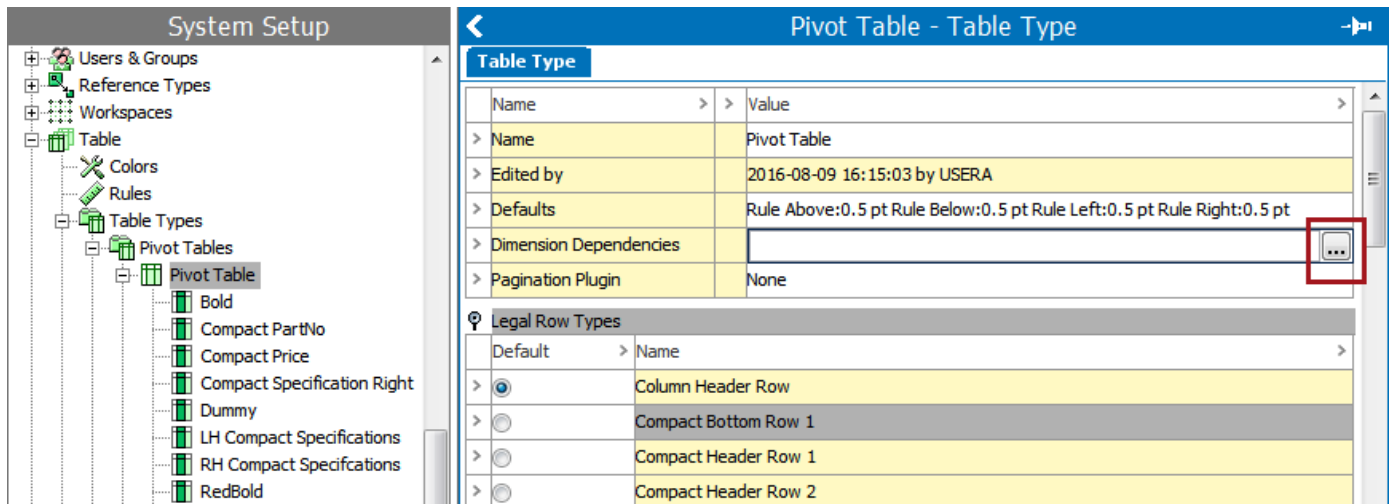 System Setup
Users & Groups
Reference Types
Workspaces
Table
Colors
Rules
Table Types
Pivot Tables
Pivot Table
Bold
Compact PartNo
Compact Price
Compact Specification Right
Dummy
LH Compact Specifications
RH Compact Specifcations
RedBold
Pivot Table - Table Type
Table Type
Name > > Value >
> Name Pivot Table
> Edited by 2016-08-09 16:15:03 by USERA
> Defaults Rule Above:0.5 pt Rule Below:0.5 pt Rule Left:0.5 pt Rule Right:0.5 pt
> Dimension Dependencies ...
> Pagination Plugin None
Legal Row Types
Default > Name >
> Column Header Row
> Compact Bottom Row 1
> Compact Header Row 1
> Compact Header Row 2